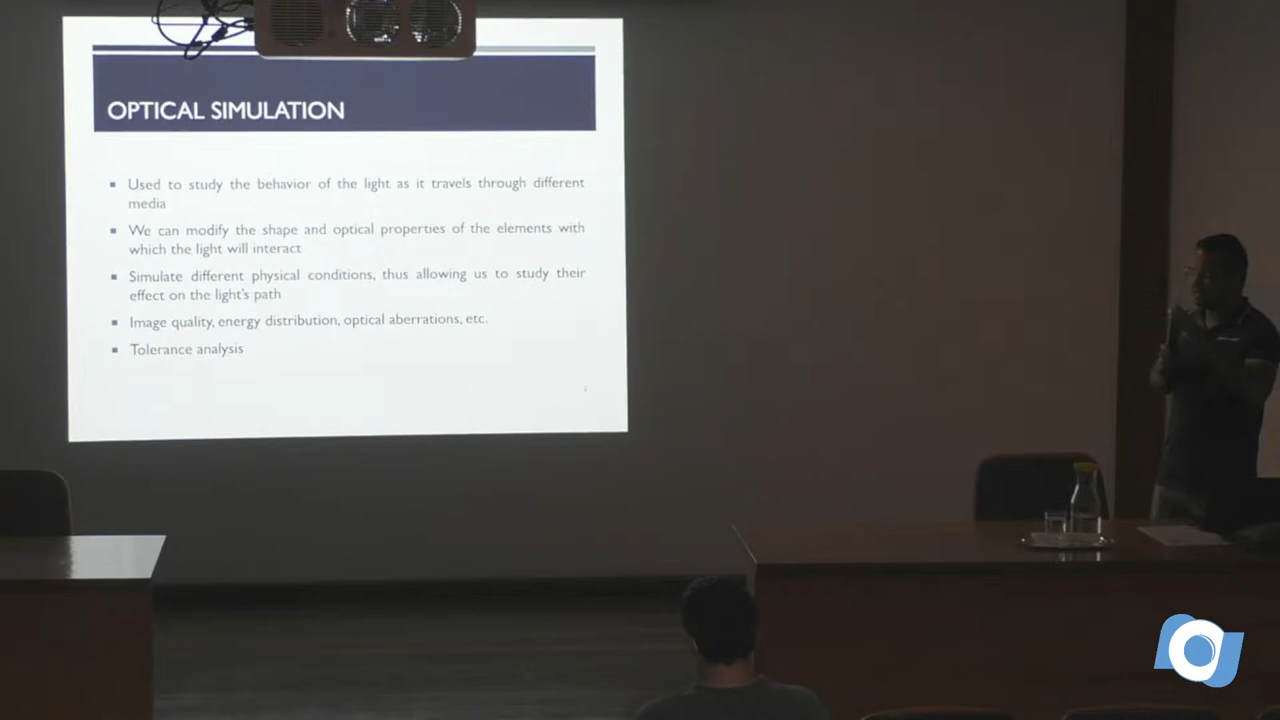 OPTICAL SIMULATION
▪ Used to study the behavior of the light as it travels through different
media
▪ We can modify the shape and optical properties of the elements with
which the light will interact
▪ Simulate different physical conditions, thus allowing us to study their
effect on the light's path
▪ Image quality, energy distribution, optical aberrations, etc.
▪ Tolerance analysis